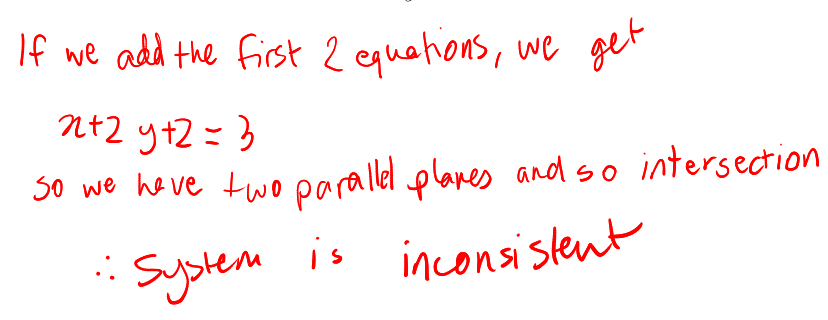 If we add the first 2 equations, we get
x+2y+z = 3
so we have two parallel planes and so intersection
∴ System is inconsistent